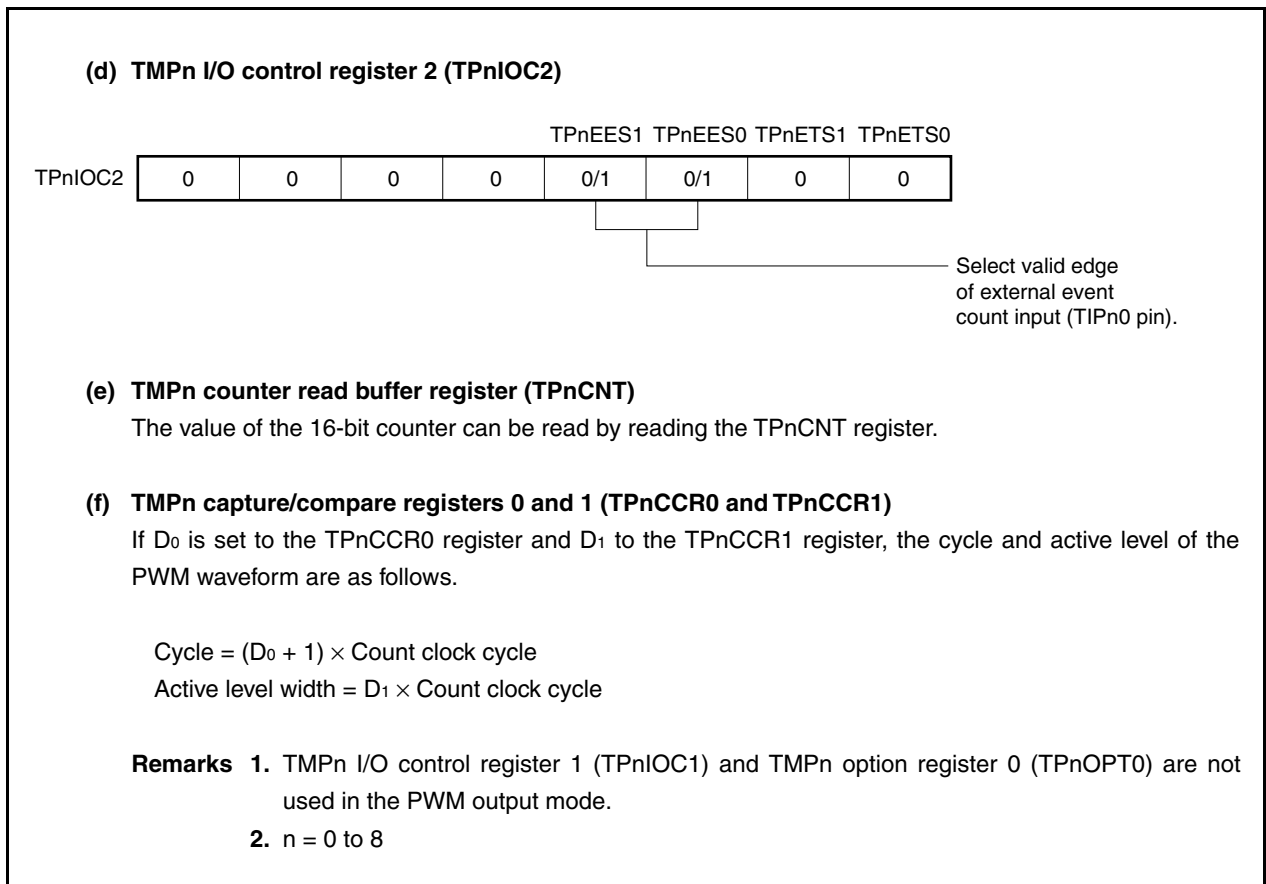 (d) TMPn I/O control register 2 (TPnIOC2)
TPnEES1 TPnEES0 TPnETS1 TPnETS0
TPnIOC2 0 0 0 0 0/1 0/1 0 0
Select valid edge
of external event
count input (TIPn0 pin).
(e) TMPn counter read buffer register (TPnCNT)
The value of the 16-bit counter can be read by reading the TPnCNT register.
(f) TMPn capture/compare registers 0 and 1 (TPnCCR0 and TPnCCR1)
If D0 is set to the TPnCCR0 register and D1 to the TPnCCR1 register, the cycle and active level of the
PWM waveform are as follows.
Cycle = (D0 + 1) × Count clock cycle
Active level width = D1 × Count clock cycle
Remarks 1. TMPn I/O control register 1 (TPnIOC1) and TMPn option register 0 (TPnOPT0) are not
used in the PWM output mode.
2. n = 0 to 8